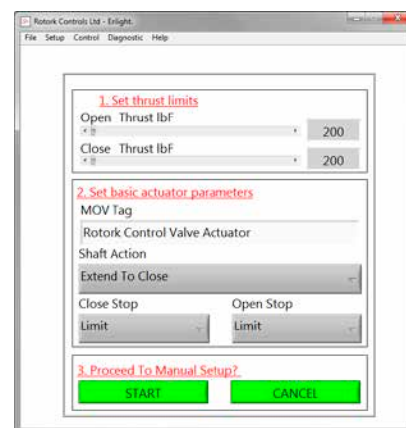 Rotork Controls Ltd - Enlight.
File Setup Control Diagnostic Help
1. Set thrust limits
Open Thrust lbF
200
Close Thrust lbF
200
2. Set basic actuator parameters
MOV Tag
Rotork Control Valve Actuator
Shaft Action
Extend To Close
Close Stop Open Stop
Limit Limit
3. Proceed To Manual Setup?
START CANCEL